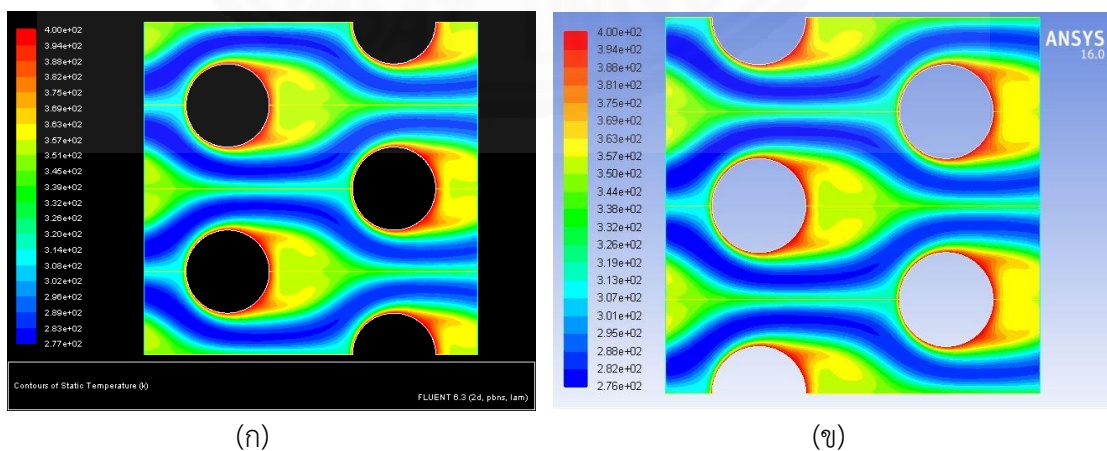 4.00e+02
3.94e+02
3.88e+02
3.82e+02
3.75e+02
3.69e+02
3.63e+02
3.57e+02
3.51e+02
3.45e+02
3.39e+02
3.32e+02
3.26e+02
3.20e+02
3.14e+02
3.08e+02
3.02e+02
2.96e+02
2.89e+02
2.83e+02
2.77e+02
Contours of Static Temperature (k)
FLUENT 6.3 (2d, pbns, lam)
(ก)
4.00e+02
3.94e+02
3.88e+02
3.81e+02
3.75e+02
3.69e+02
3.63e+02
3.57e+02
3.50e+02
3.44e+02
3.38e+02
3.32e+02
3.26e+02
3.19e+02
3.13e+02
3.07e+02
3.01e+02
2.95e+02
2.88e+02
2.82e+02
2.76e+02
ANSYS
16.0
(ข)